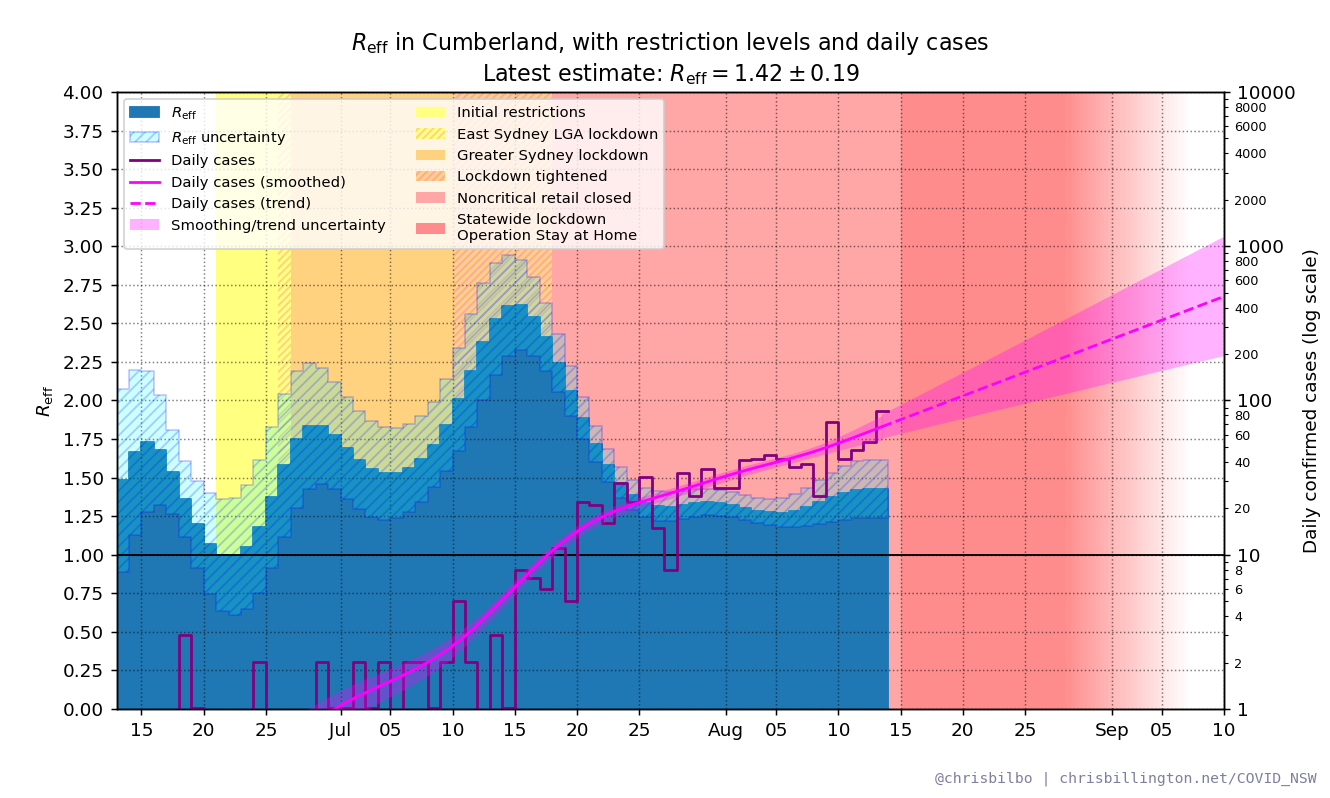 Reff in Cumberland, with restriction levels and daily cases
Latest estimate: Reff = 1.42 ± 0.19
Reff
Reff uncertainty
Daily cases
Daily cases (smoothed)
Daily cases (trend)
Smoothing/trend uncertainty
Initial restrictions
East Sydney LGA lockdown
Greater Sydney lockdown
Lockdown tightened
Noncritical retail closed
Statewide lockdown
Operation Stay at Home
4.00
3.75
3.50
3.25
3.00
2.75
2.50
2.25
2.00
1.75
1.50
1.25
1.00
0.75
0.50
0.25
0.00
Reff
10000
8000
6000
4000
2000
1000
800
600
400
200
100
80
60
40
20
10
8
6
4
2
1
Daily confirmed cases (log scale)
15 20 25 Jul 05 10 15 20 25 Aug 05 10 15 20 25 Sep 05 10
@chrisbilbo | chrisbillington.net/COVID_NSW